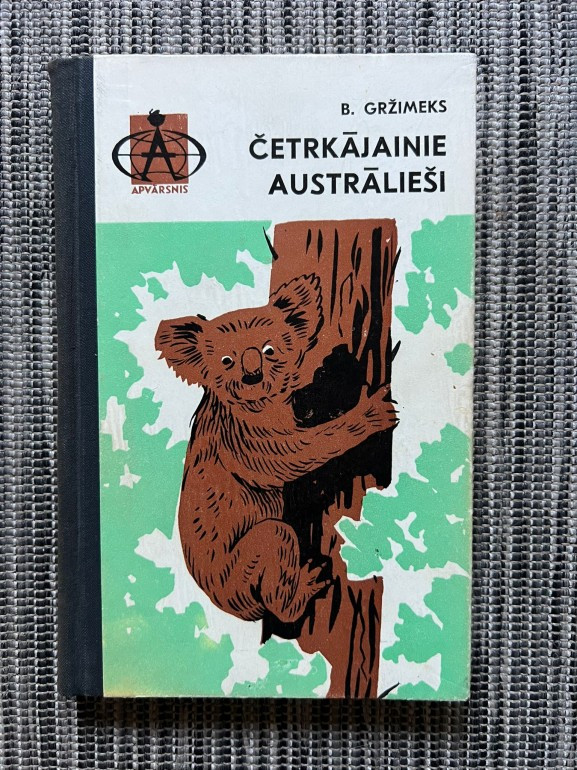 B. GRŽIMEKS
ČETRKĀJAINIE
AUSTRĀLIEŠI
A
APVĀRSNIS